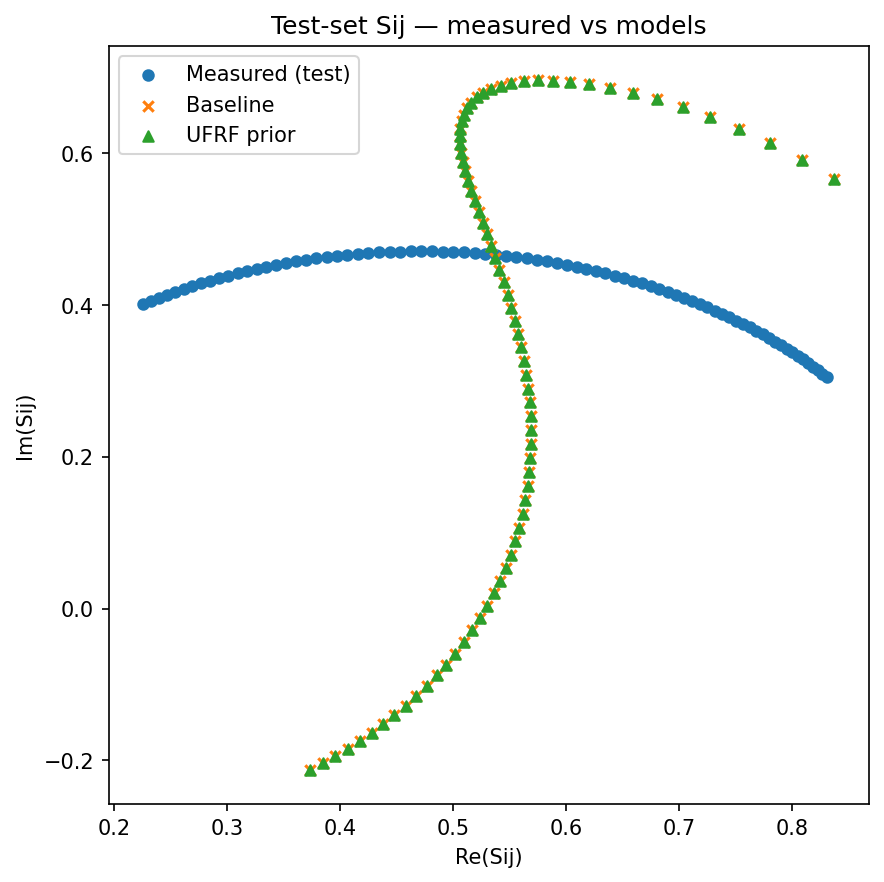 Test-set Sij — measured vs models
Measured (test)
Baseline
UFRF prior
Im(Sij)
0.6
0.4
0.2
0.0
−0.2
0.2 0.3 0.4 0.5 0.6 0.7 0.8
Re(Sij)